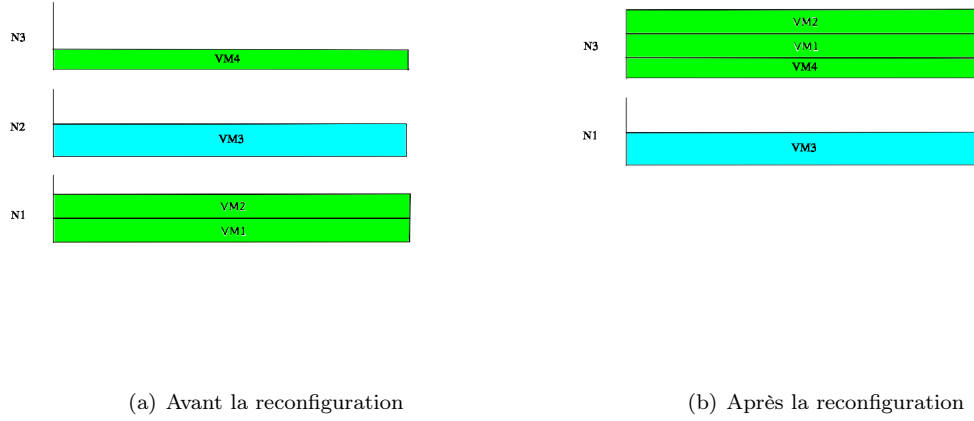 N3
VM4
N2
VM3
N1
VM2
VM1
(a) Avant la reconfiguration
N3
VM2
VM1
VM4
N1
VM3
(b) Après la reconfiguration